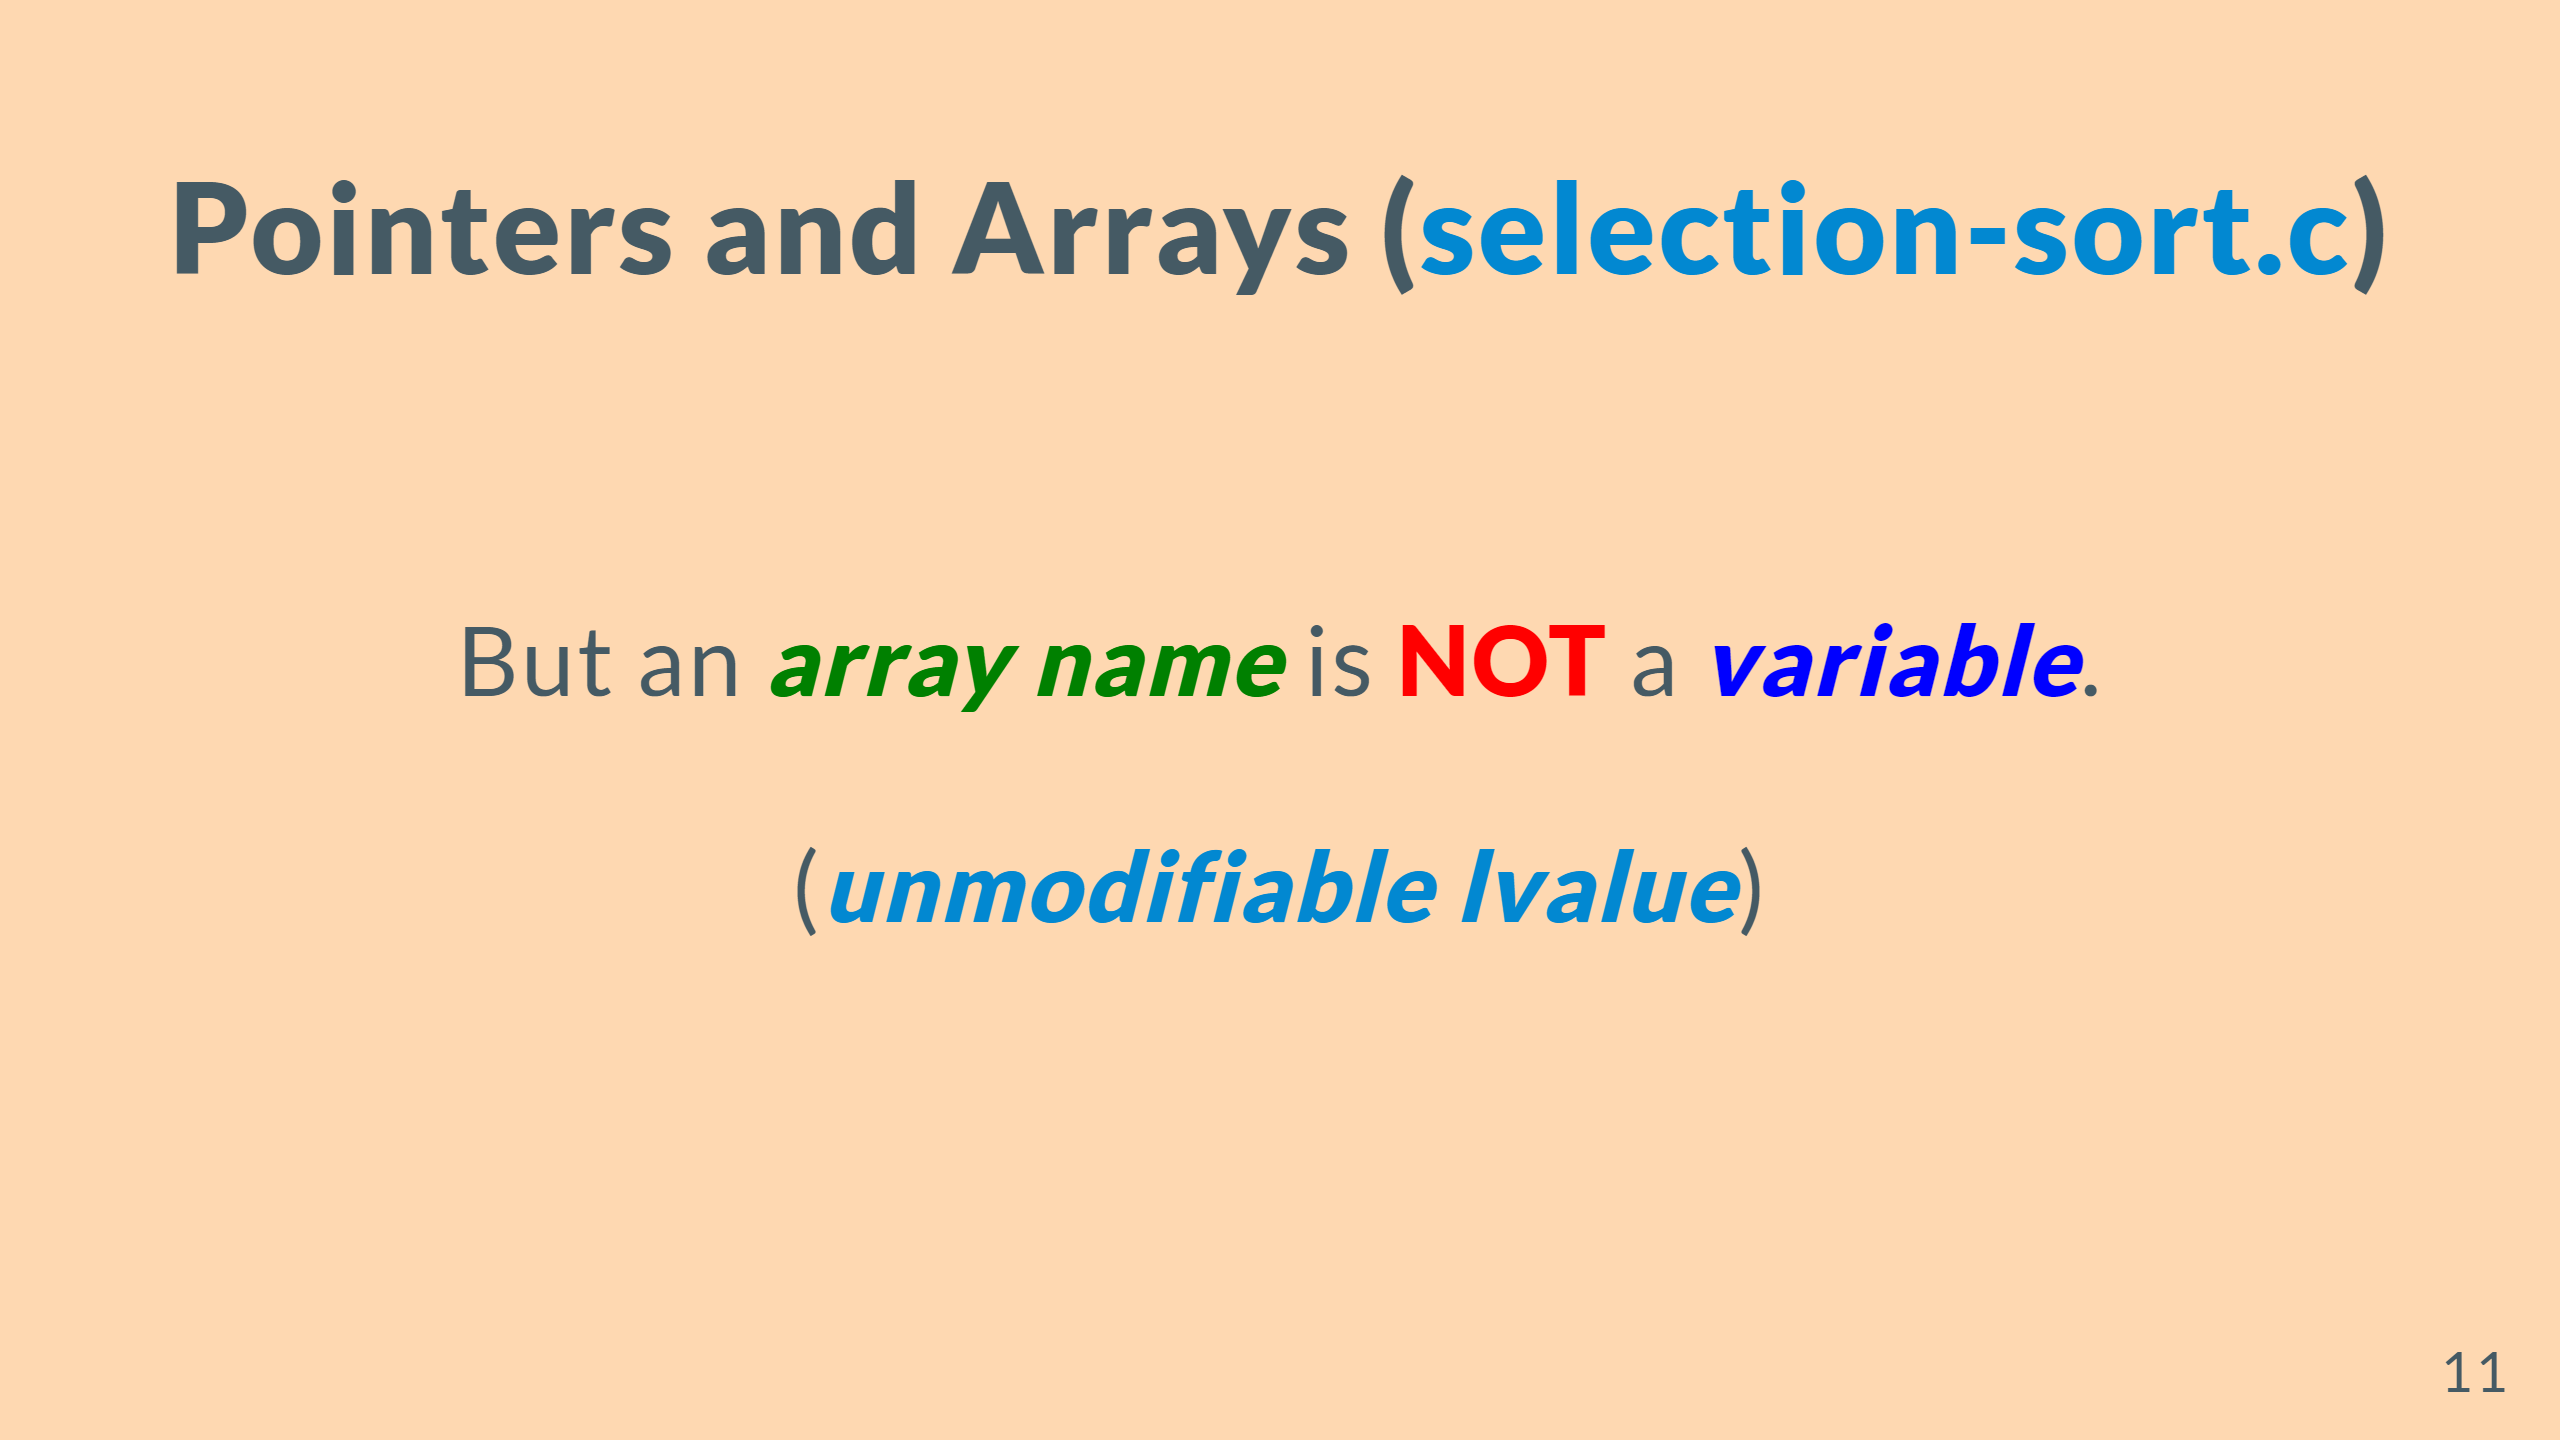 Pointers and Arrays (selection-sort.c)
But an array name is NOT a variable.
(unmodifiable lvalue)
11